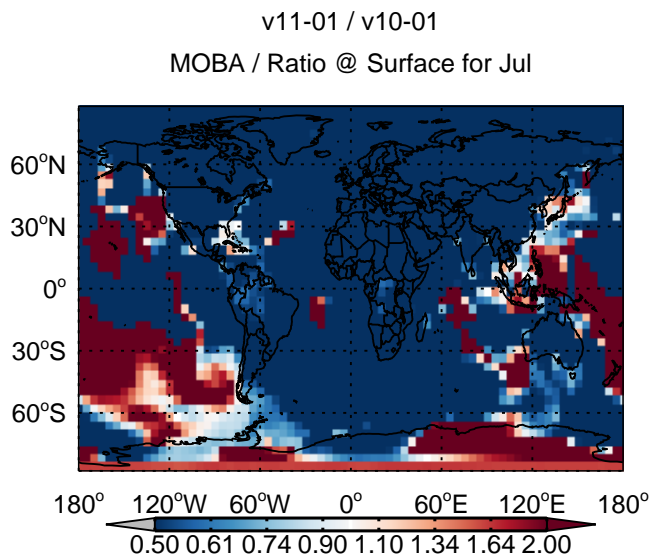 v11-01 / v10-01
MOBA / Ratio @ Surface for Jul
60°N
30°N
0°
30°S
60°S
180° 120°W 60°W 0° 60°E 120°E 180°
0.50 0.61 0.74 0.90 1.10 1.34 1.64 2.00